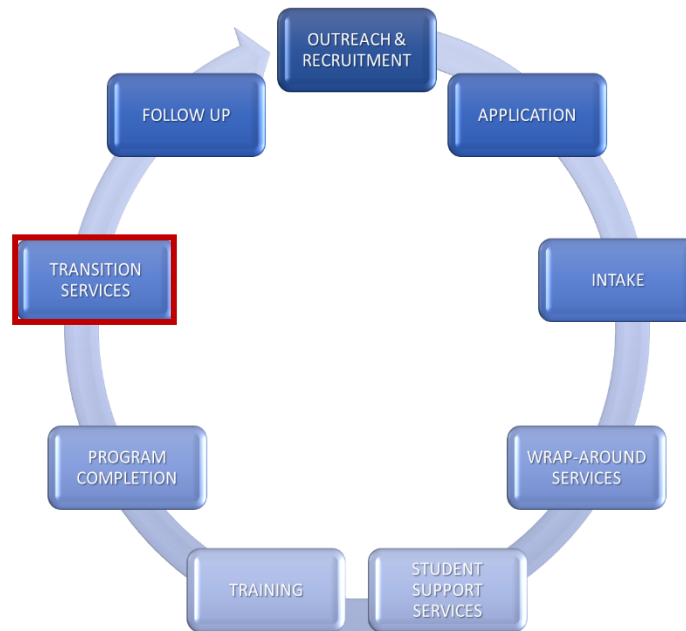 OUTREACH &
RECRUITMENT
APPLICATION
INTAKE
WRAP-AROUND
SERVICES
STUDENT
SUPPORT
SERVICES
TRAINING
PROGRAM
COMPLETION
TRANSITION
SERVICES
FOLLOW UP